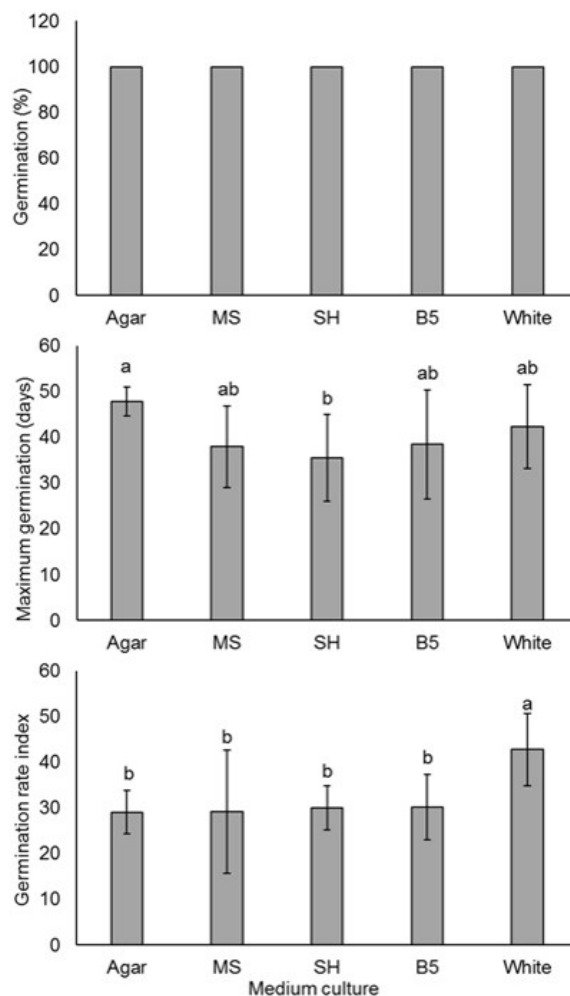 120
100
80
60
40
20
0
Germination (%)
Agar MS SH B5 White
60
50
40
30
20
10
0
Maximum germination (days)
a ab b ab ab
Agar MS SH B5 White
60
50
40
30
20
10
0
Germination rate index
b b b b a
Agar MS SH B5 White
Medium culture